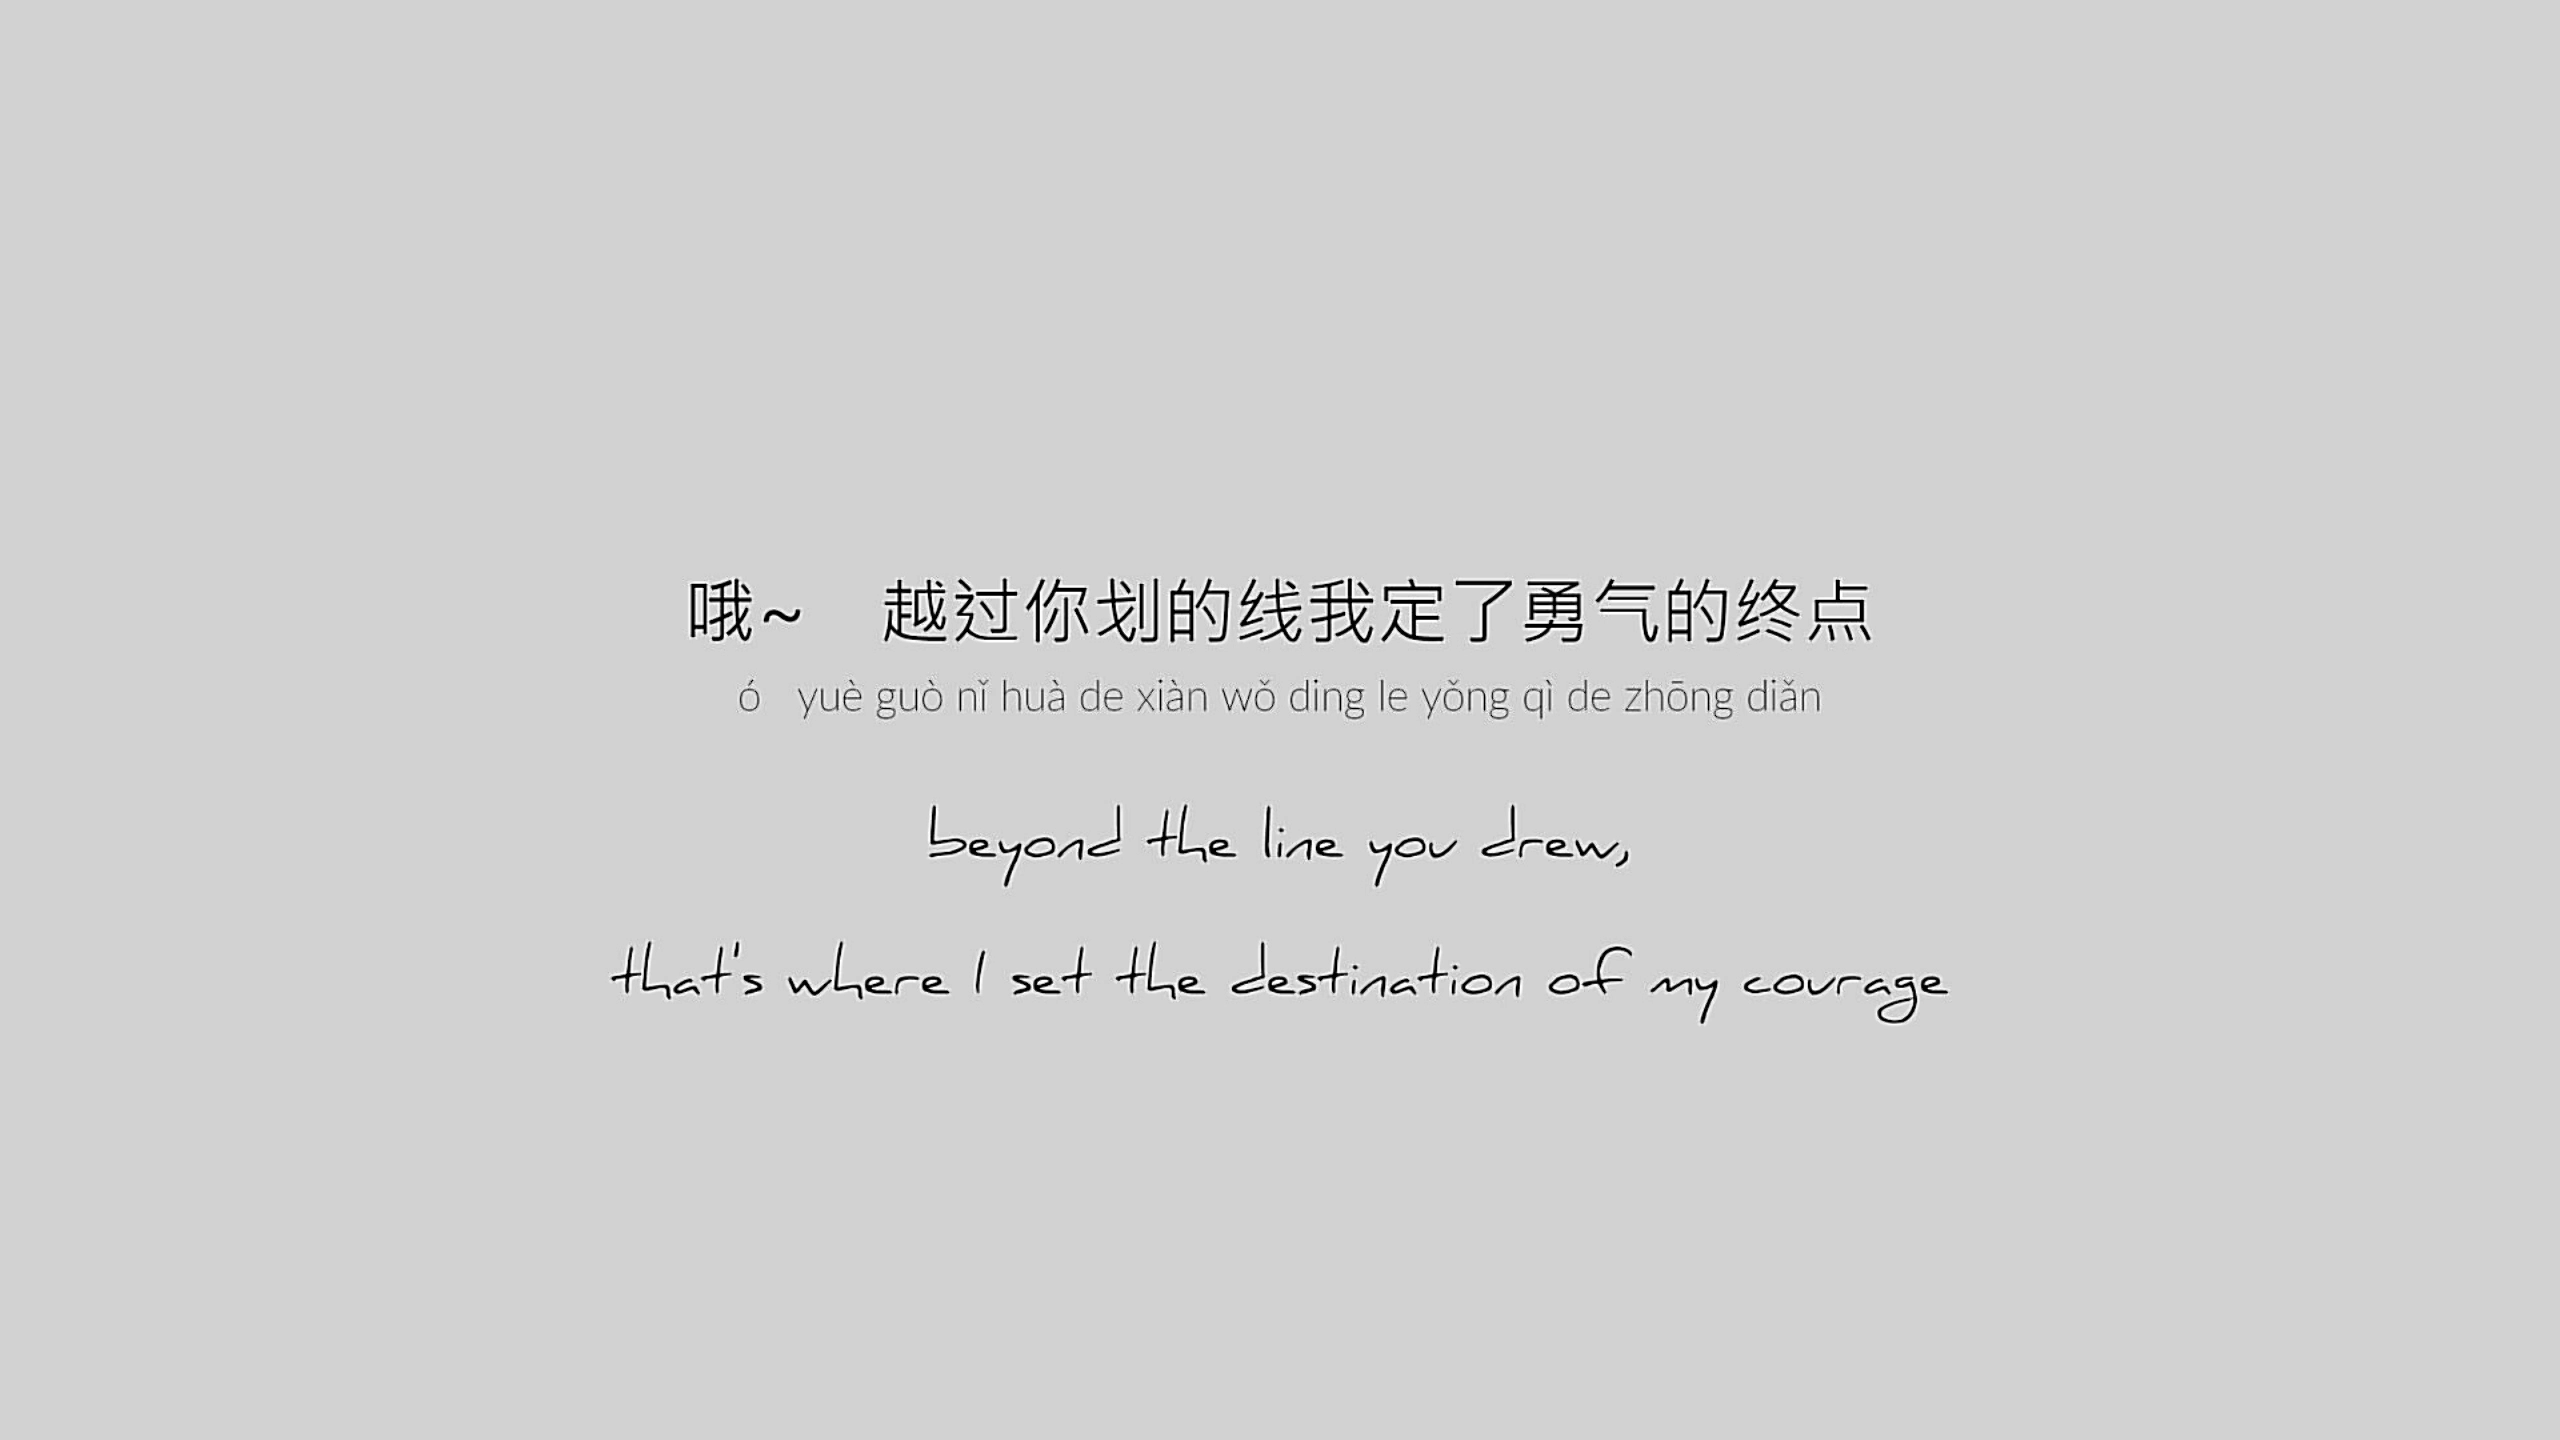 哦~ 越过你划的线我定了勇气的终点
ó yuè guò nǐ huà de xiàn wǒ ding le yǒng qì de zhōng diǎn
beyond the line you drew,
that's where I set the destination of my courage